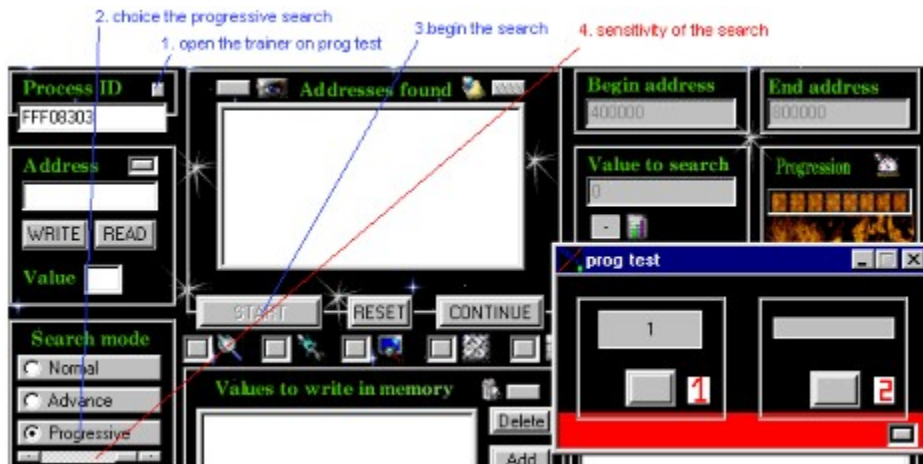 2. choice the progressive search
1. open the trainer on prog test
3.begin the search
4. sensitivity of the search
Process ID
FFF08303
Addresses found
Begin address
400000
End address
800000
Address
WRITE
READ
Value
Value to search
0
-
Progression
START
RESET
CONTINUE
prog test
1
1
2
Search mode
Normal
Advance
Progressive
Values to write in memory
Delete
Add